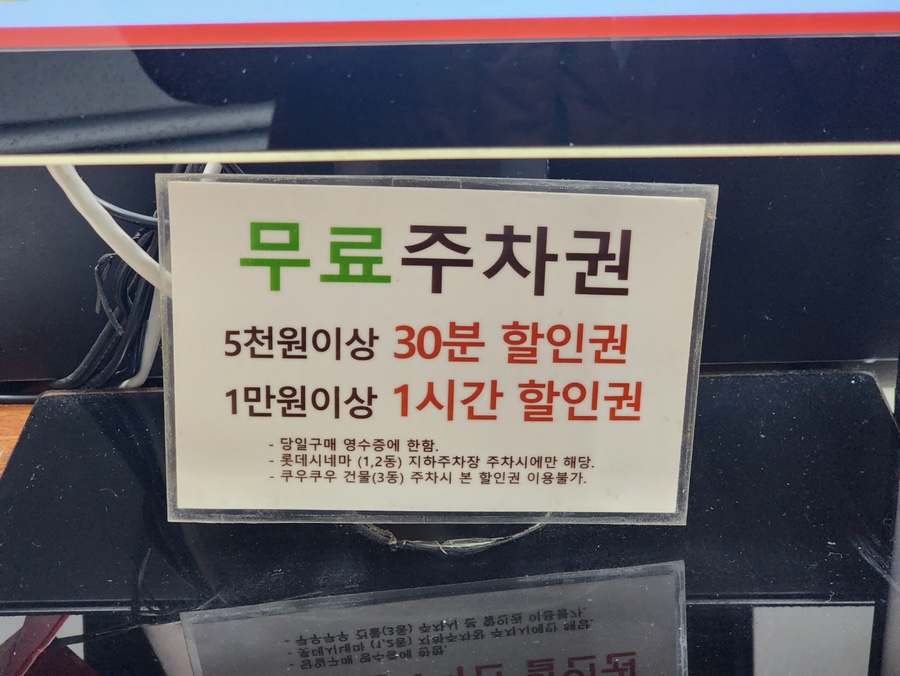 무료주차권
5천원이상 30분 할인권
1만원이상 1시간 할인권
- 당일구매 영수증에 한함.
- 롯데시네마 (1,2동) 지하주차장 주차시에만 해당.
- 쿠우쿠우 건물(3동) 주차시 본 할인권 이용불가.